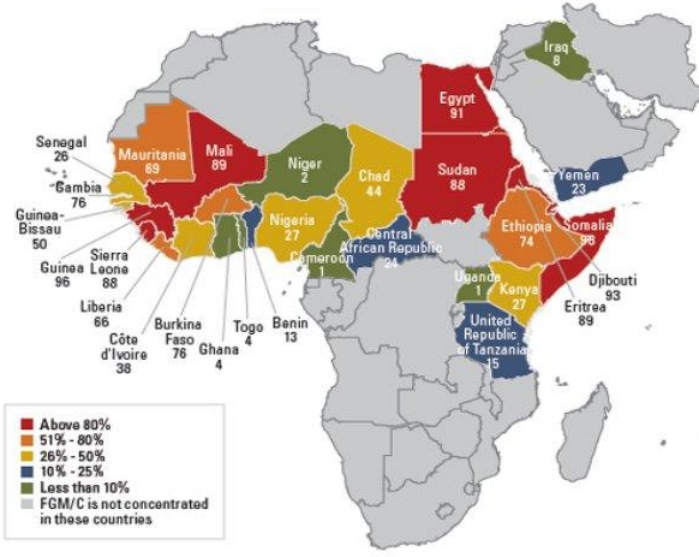 Iraq
8
Egypt
91
Senegal
26
Mauritania
69
Mali
89
Niger
2
Chad
44
Sudan
88
Yemen
23
Gambia
76
Guinea-
Bissau
50
Nigeria
27
Central
African Republic
24
Ethiopia
74
Somalia
98
Guinea
96
Sierra
Leone
88
Cameroon
1
Uganda
1
Kenya
27
Djibouti
93
Eritrea
89
Liberia
66
Côte
d'Ivoire
38
Burkina
Faso
76
Ghana
4
Togo
4
Benin
13
United
Republic
of Tanzania
15
Above 80%
51% - 80%
26% - 50%
10% - 25%
Less than 10%
FGM/C is not concentrated
in these countries